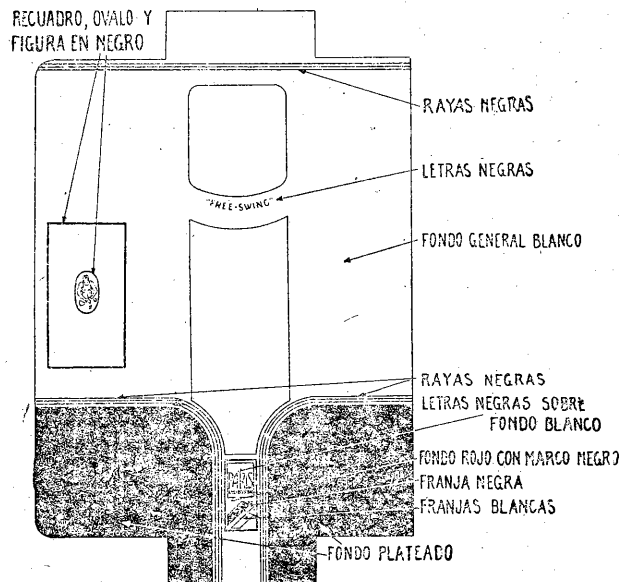 RECUADRO, OVALO Y
FIGURA EN NEGRO
RAYAS NEGRAS
LETRAS NEGRAS
"FREE-SWING"
FONDO GENERAL BLANCO
RAYAS NEGRAS
LETRAS NEGRAS SOBRE
FONDO BLANCO
FONDO ROJO CON MARCO NEGRO
PARIS
FRANJA NEGRA
FRANJAS BLANCAS
FONDO PLATEADO